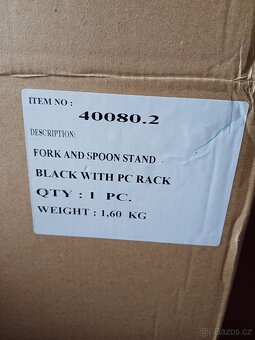 ITEM NO : 40080.2
DESCRIPTION:
FORK AND SPOON STAND
BLACK WITH PC RACK
QTY : 1 PC.
WEIGHT : 1.60 KG
Bazos.cz